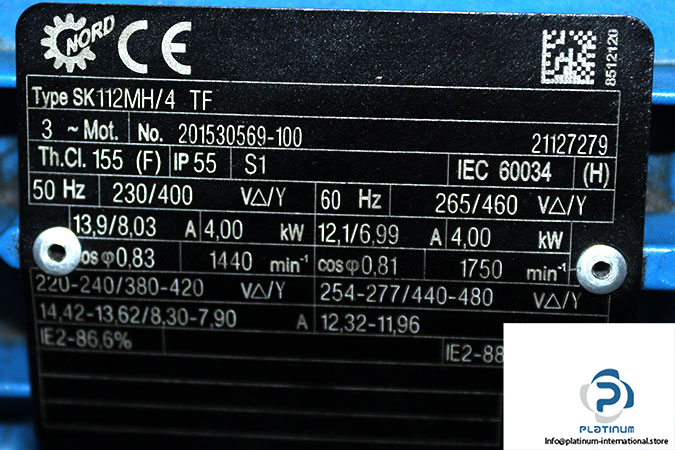 NORD CE
8512120
Type SK112MH/4 TF
3 ~ Mot. No. 201530569-100 21127279
Th.Cl. 155 (F) IP55 S1 IEC 60034 (H)
50 Hz 230/400 V△/Y 60 Hz 265/460 V△/Y
13,9/8,03 A 4,00 kW 12,1/6,99 A 4,00 kW
cos φ 0,83 1440 min⁻¹ cos φ 0,81 1750 min⁻¹
220-240/380-420 V△/Y 254-277/440-480 V△/Y
14,42-13,62/8,30-7,90 A 12,32-11,96
IE2-86,6% IE2-88
PLATINUM
info@platinum-international.store